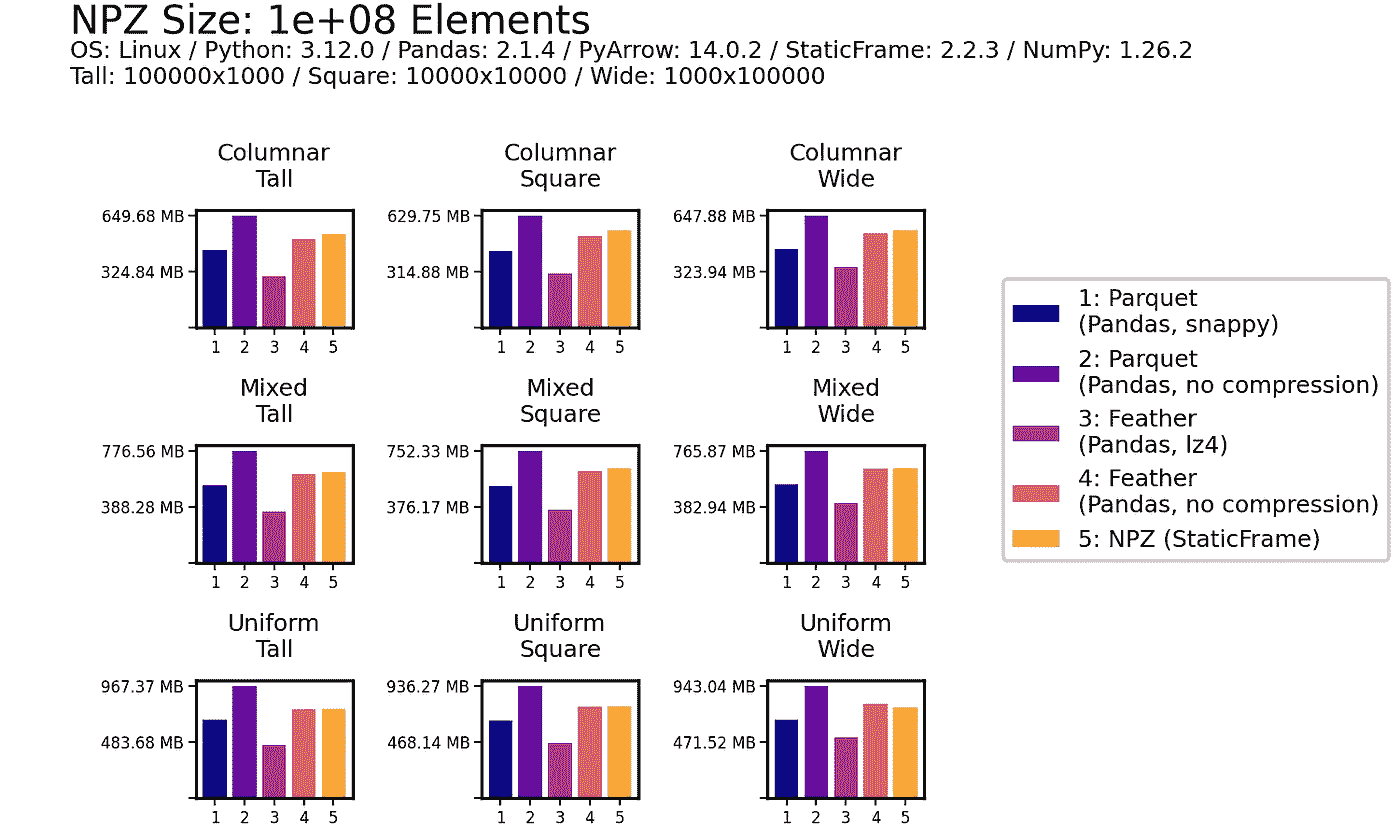 NPZ Size: 1e+08 Elements
OS: Linux / Python: 3.12.0 / Pandas: 2.1.4 / PyArrow: 14.0.2 / StaticFrame: 2.2.3 / NumPy: 1.26.2
Tall: 100000x1000 / Square: 10000x10000 / Wide: 1000x100000
Columnar
Tall
649.68 MB
324.84 MB
1 2 3 4 5
Columnar
Square
629.75 MB
314.88 MB
1 2 3 4 5
Columnar
Wide
647.88 MB
323.94 MB
1 2 3 4 5
Mixed
Tall
776.56 MB
388.28 MB
1 2 3 4 5
Mixed
Square
752.33 MB
376.17 MB
1 2 3 4 5
Mixed
Wide
765.87 MB
382.94 MB
1 2 3 4 5
Uniform
Tall
967.37 MB
483.68 MB
1 2 3 4 5
Uniform
Square
936.27 MB
468.14 MB
1 2 3 4 5
Uniform
Wide
943.04 MB
471.52 MB
1 2 3 4 5
1: Parquet
(Pandas, snappy)
2: Parquet
(Pandas, no compression)
3: Feather
(Pandas, lz4)
4: Feather
(Pandas, no compression)
5: NPZ (StaticFrame)